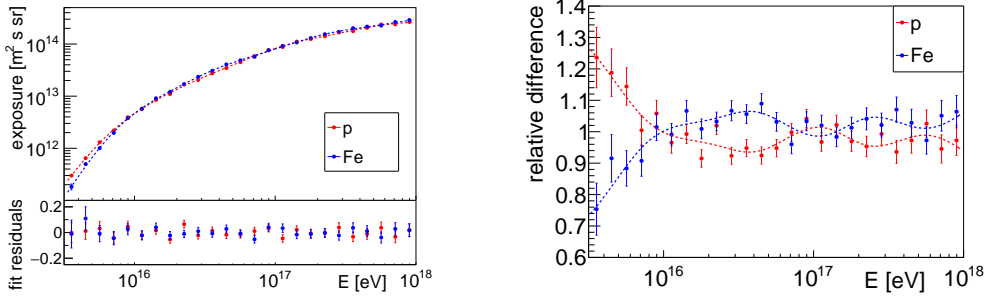 exposure [m² s sr]
10¹⁴
10¹³
10¹²
p
Fe
fit residuals
0.2
0
−0.2
10¹⁶
10¹⁷
10¹⁸
E [eV]
relative difference
1.4
1.3
1.2
1.1
1
0.9
0.8
0.7
0.6
p
Fe
10¹⁶
10¹⁷
10¹⁸
E [eV]